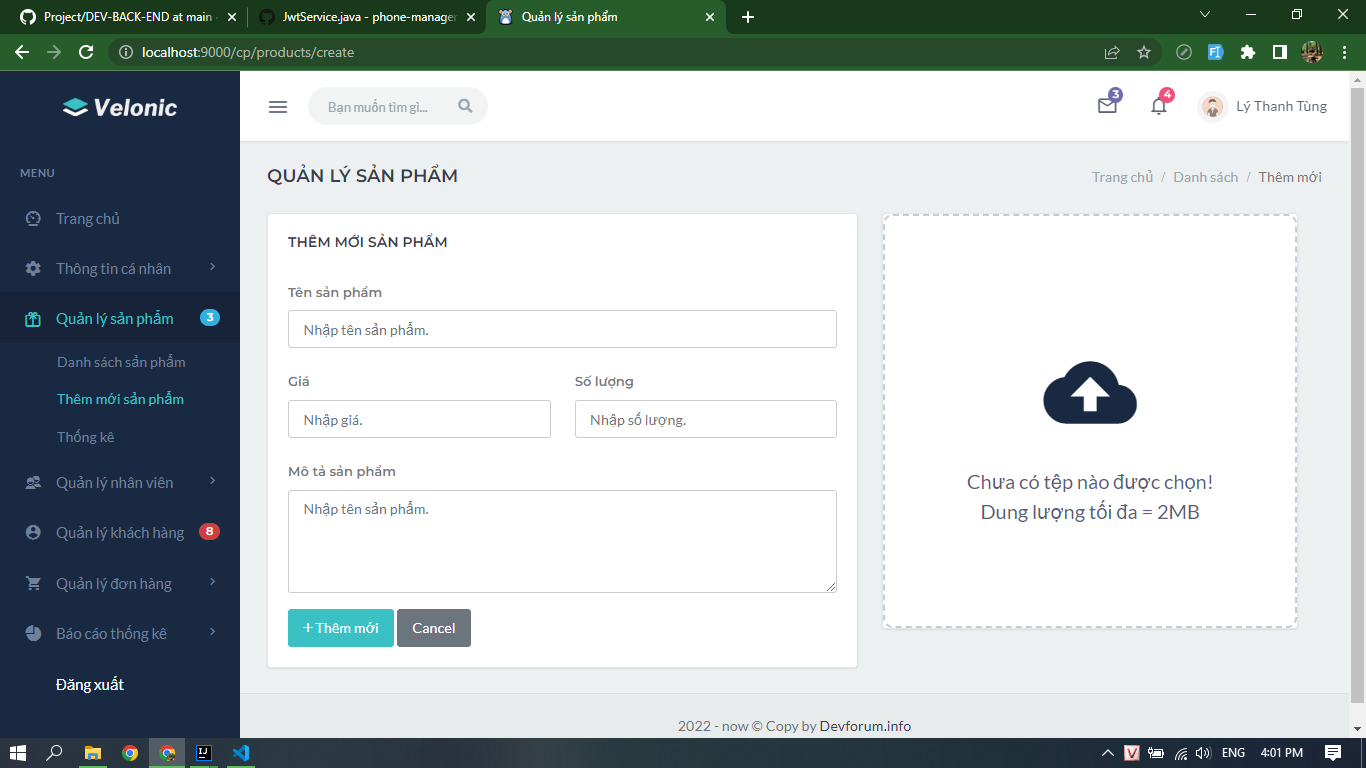 Project/DEV-BACK-END at main
JwtService.java - phone-manager
Quản lý sản phẩm
localhost:9000/cp/products/create
Velonic
Bạn muốn tìm gì...
3
4
Lý Thanh Tùng
MENU
Trang chủ
Thông tin cá nhân
Quản lý sản phẩm
3
Danh sách sản phẩm
Thêm mới sản phẩm
Thống kê
Quản lý nhân viên
Quản lý khách hàng
8
Quản lý đơn hàng
Báo cáo thống kê
Đăng xuất
QUẢN LÝ SẢN PHẨM
Trang chủ / Danh sách / Thêm mới
THÊM MỚI SẢN PHẨM
Tên sản phẩm
Nhập tên sản phẩm.
Giá
Số lượng
Nhập giá.
Nhập số lượng.
Mô tả sản phẩm
Nhập tên sản phẩm.
+ Thêm mới
Cancel
Chưa có tệp nào được chọn!
Dung lượng tối đa = 2MB
2022 - now © Copy by Devforum.info
ENG
4:01 PM